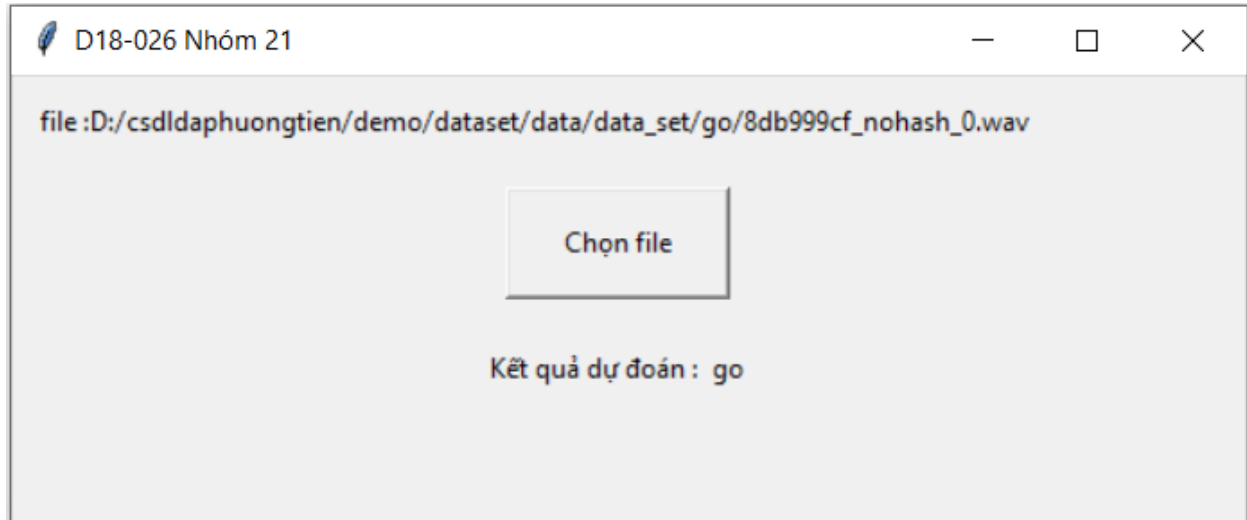 D18-026 Nhóm 21
file :D:/csdldaphuongtien/demo/dataset/data/data_set/go/8db999cf_nohash_0.wav
Chọn file
Kết quả dự đoán : go